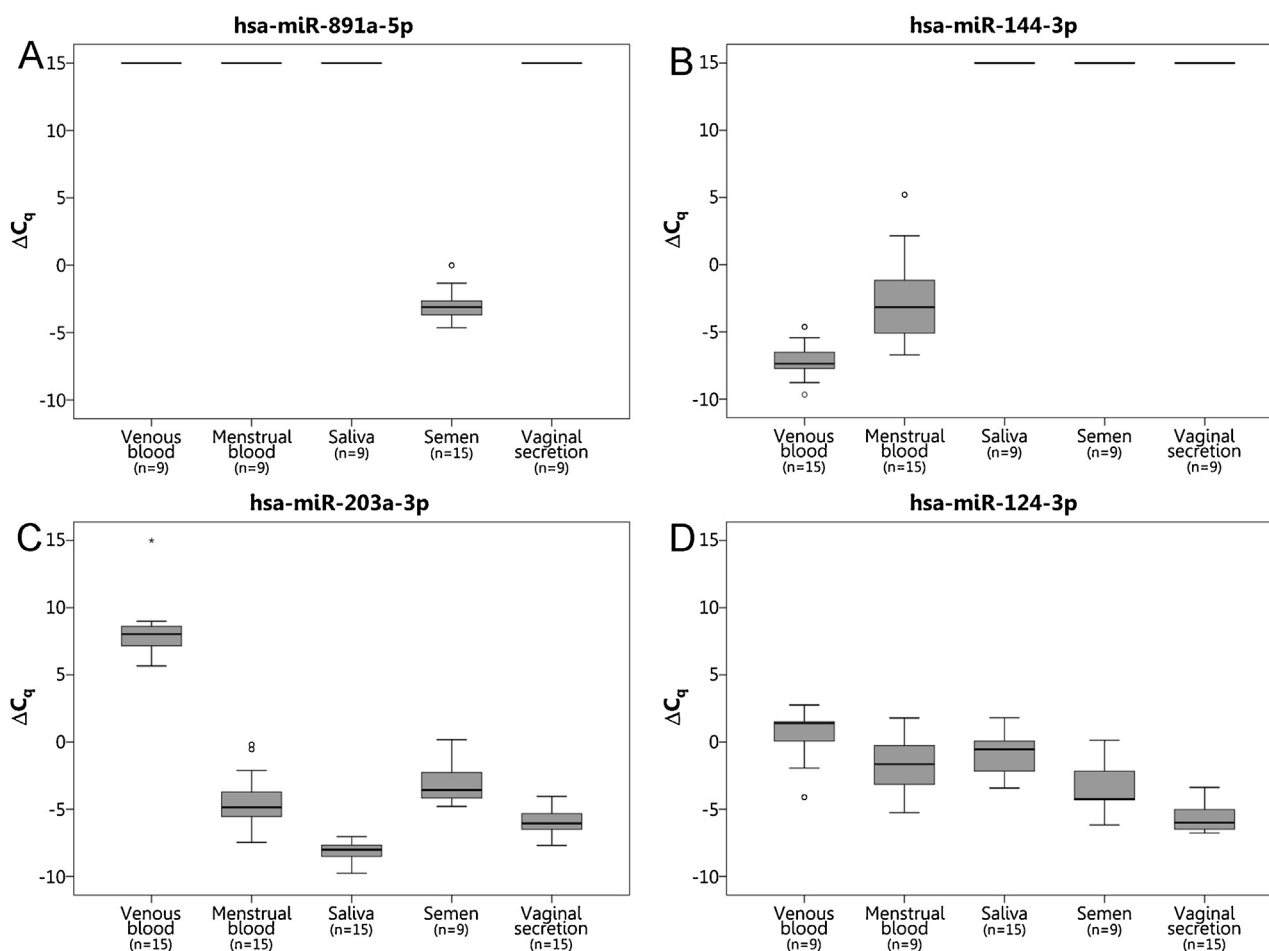 A
hsa-miR-891a-5p
15
10
5
0
-5
-10
ΔCq
Venous blood (n=9)
Menstrual blood (n=9)
Saliva (n=9)
Semen (n=15)
Vaginal secretion (n=9)
B
hsa-miR-144-3p
15
10
5
0
-5
-10
ΔCq
Venous blood (n=15)
Menstrual blood (n=15)
Saliva (n=9)
Semen (n=9)
Vaginal secretion (n=9)
C
hsa-miR-203a-3p
15
10
5
0
-5
-10
ΔCq
Venous blood (n=15)
Menstrual blood (n=15)
Saliva (n=15)
Semen (n=9)
Vaginal secretion (n=15)
D
hsa-miR-124-3p
15
10
5
0
-5
-10
ΔCq
Venous blood (n=9)
Menstrual blood (n=9)
Saliva (n=15)
Semen (n=9)
Vaginal secretion (n=15)